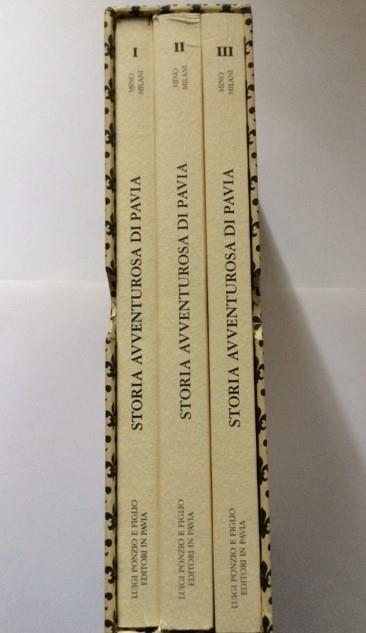 I
MINO
MILANI
STORIA AVVENTUROSA DI PAVIA
LUIGI PONZIO E FIGLIO
EDITORI IN PAVIA
II
MINO
MILANI
STORIA AVVENTUROSA DI PAVIA
LUIGI PONZIO E FIGLIO
EDITORI IN PAVIA
III
MINO
MILANI
STORIA AVVENTUROSA DI PAVIA
LUIGI PONZIO E FIGLIO
EDITORI IN PAVIA